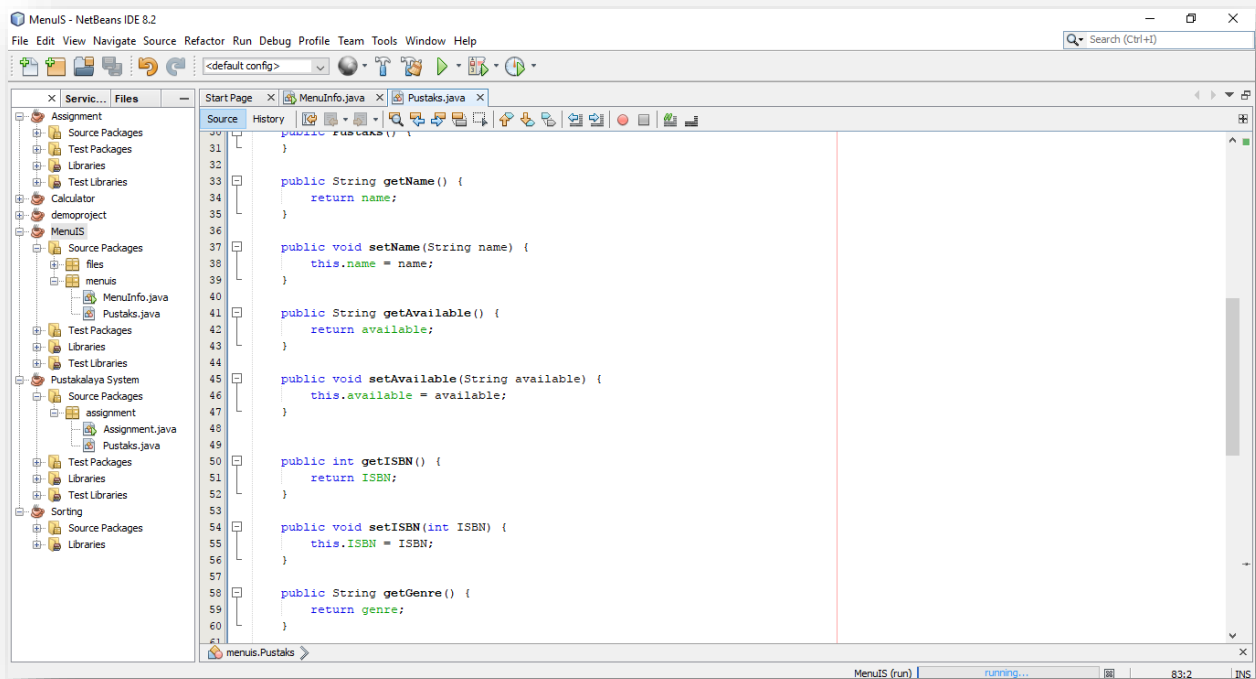 MenuIS - NetBeans IDE 8.2
File Edit View Navigate Source Refactor Run Debug Profile Team Tools Window Help
Search (Ctrl+I)
<default config>
Servic... Files
Start Page MenuInfo.java Pustaks.java
Source History
Assignment
Source Packages
Test Packages
Libraries
Test Libraries
Calculator
demoproject
MenuIS
Source Packages
files
menuis
MenuInfo.java
Pustaks.java
Test Packages
Libraries
Test Libraries
Pustakalaya System
Source Packages
assignment
Assignment.java
Pustaks.java
Test Packages
Libraries
Test Libraries
Sorting
Source Packages
Libraries
30 public Pustaks() {
31 }
32
33 public String getName() {
34 return name;
35 }
36
37 public void setName(String name) {
38 this.name = name;
39 }
40
41 public String getAvailable() {
42 return available;
43 }
44
45 public void setAvailable(String available) {
46 this.available = available;
47 }
48
49
50 public int getISBN() {
51 return ISBN;
52 }
53
54 public void setISBN(int ISBN) {
55 this.ISBN = ISBN;
56 }
57
58 public String getGenre() {
59 return genre;
60 }
61
menuis.Pustaks
MenuIS (run) running... 83:2 INS